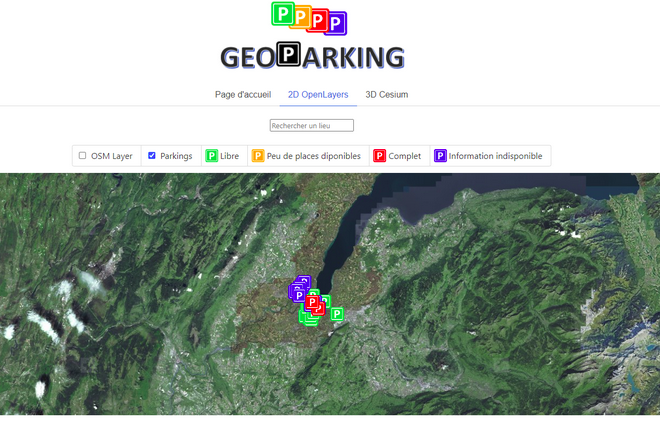 P P P P
GEOPARKING
Page d'accueil 2D OpenLayers 3D Cesium
Rechercher un lieu
OSM Layer Parkings P Libre P Peu de places diponibles P Complet P Information indisponible